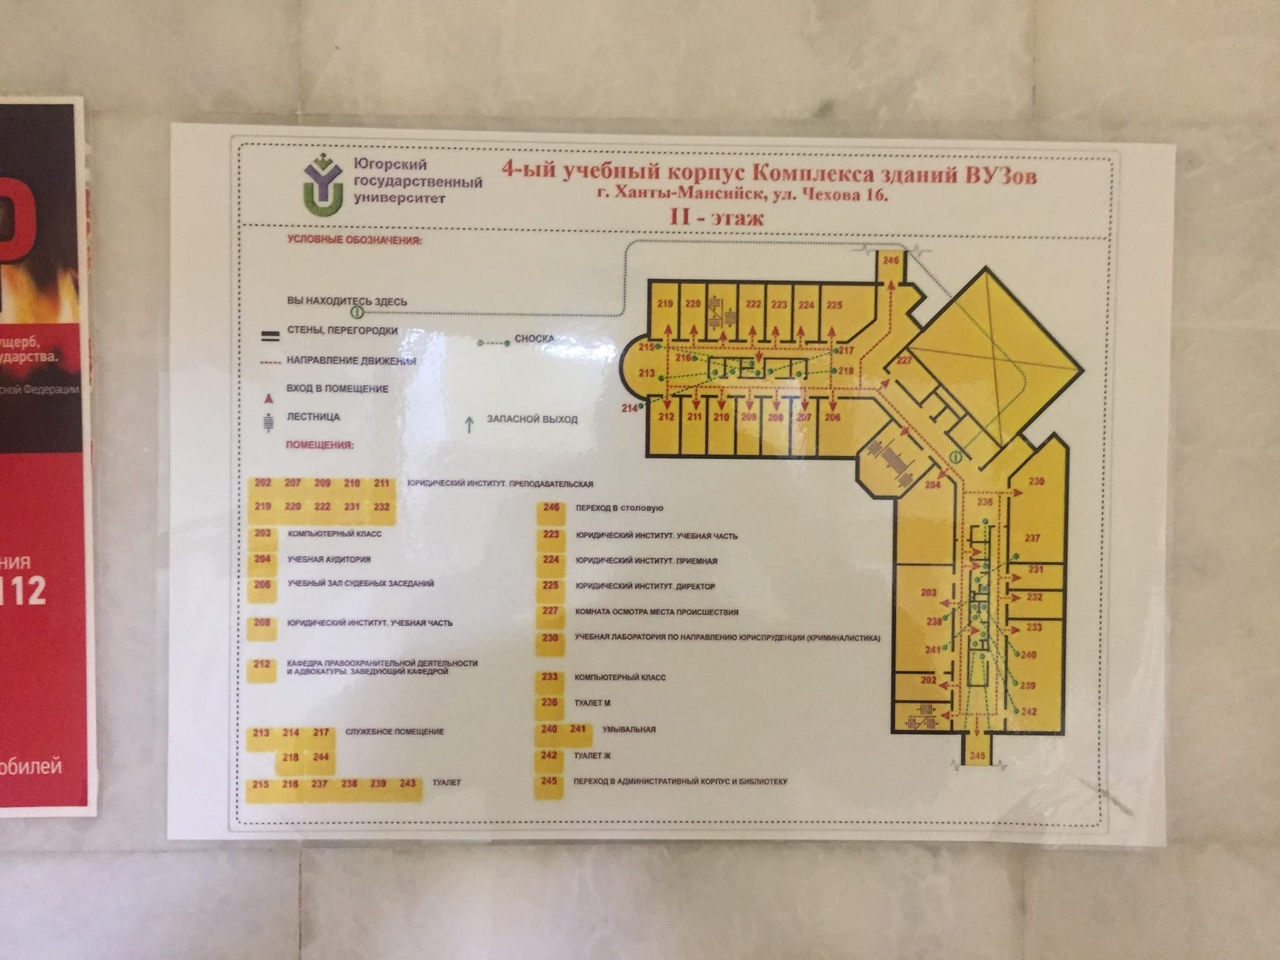 ущерб,
ударства.
ской Федерации
ния
112
обилей
Югорский
государственный
университет
4-ый учебный корпус Комплекса зданий ВУЗов
г. Ханты-Мансийск, ул. Чехова 16.
II - этаж
УСЛОВНЫЕ ОБОЗНАЧЕНИЯ:
ВЫ НАХОДИТЕСЬ ЗДЕСЬ
СТЕНЫ, ПЕРЕГОРОДКИ
СНОСКА
НАПРАВЛЕНИЕ ДВИЖЕНИЯ
ВХОД В ПОМЕЩЕНИЕ
ЛЕСТНИЦА
ЗАПАСНОЙ ВЫХОД
ПОМЕЩЕНИЯ:
202 207 209 210 211 ЮРИДИЧЕСКИЙ ИНСТИТУТ. ПРЕПОДАВАТЕЛЬСКАЯ
219 220 222 231 232
203 КОМПЬЮТЕРНЫЙ КЛАСС
204 УЧЕБНАЯ АУДИТОРИЯ
206 УЧЕБНЫЙ ЗАЛ СУДЕБНЫХ ЗАСЕДАНИЙ
208 ЮРИДИЧЕСКИЙ ИНСТИТУТ. УЧЕБНАЯ ЧАСТЬ
212 КАФЕДРА ПРАВООХРАНИТЕЛЬНОЙ ДЕЯТЕЛЬНОСТИ
И АДВОКАТУРЫ. ЗАВЕДУЮЩИЙ КАФЕДРОЙ
213 214 217 СЛУЖЕБНОЕ ПОМЕЩЕНИЕ
218 244
215 216 237 238 239 243 ТУАЛЕТ
246 ПЕРЕХОД В столовую
223 ЮРИДИЧЕСКИЙ ИНСТИТУТ. УЧЕБНАЯ ЧАСТЬ
224 ЮРИДИЧЕСКИЙ ИНСТИТУТ. ПРИЕМНАЯ
225 ЮРИДИЧЕСКИЙ ИНСТИТУТ. ДИРЕКТОР
227 КОМНАТА ОСМОТРА МЕСТА ПРОИСШЕСТВИЯ
230 УЧЕБНАЯ ЛАБОРАТОРИЯ ПО НАПРАВЛЕНИЮ ЮРИСПРУДЕНЦИИ (КРИМИНАЛИСТИКА)
233 КОМПЬЮТЕРНЫЙ КЛАСС
236 ТУАЛЕТ М
240 241 УМЫВАЛЬНАЯ
242 ТУАЛЕТ Ж
245 ПЕРЕХОД В АДМИНИСТРАТИВНЫЙ КОРПУС И БИБЛИОТЕКУ
246
219 220 222 223 224 225
215
217
216
227
213
218
214
212 211 210 209 208 207 206
204
230
236
237
231
203
232
238
233
241
240
202
239
242
245